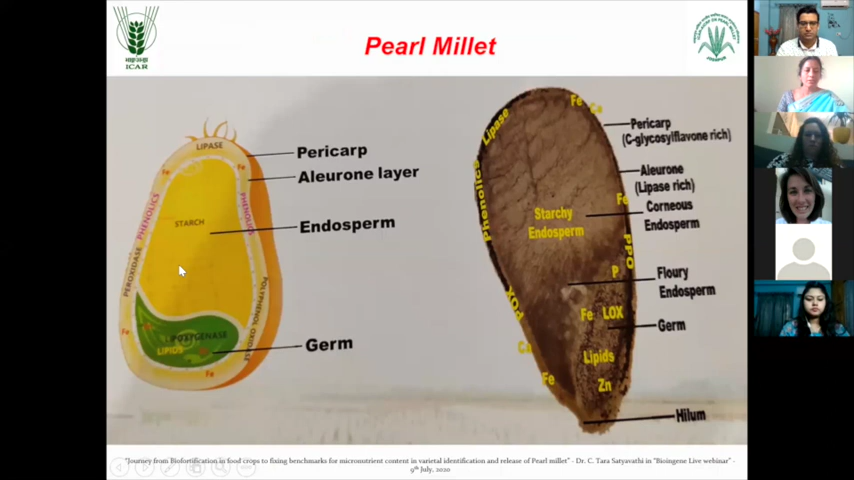 Pearl Millet
ICAR
LIPASE
Fe
Fe
PHENOLICS
PHENOLICS
STARCH
PEROXIDASE
POLYPHENOL OXIDASE
LIPOXYGENASE
LIPIDS
Fe
Fe
Pericarp
Aleurone layer
Endosperm
Germ
Lipase
Fe
Ca
Phenolics
Fe
Starchy
Endosperm
PPO
P
POX
Fe
LOX
Ca
Lipids
Fe
Zn
Pericarp
(C-glycosylflavone rich)
Aleurone
(Lipase rich)
Corneous
Endosperm
Floury
Endosperm
Germ
Hilum
"Journey from Biofortification in food crops to fixing benchmarks for micronutrient content in varietal identification and release of Pearl millet" - Dr. C. Tara Satyavathi in "Bioingene Live webinar" -
9th July, 2020